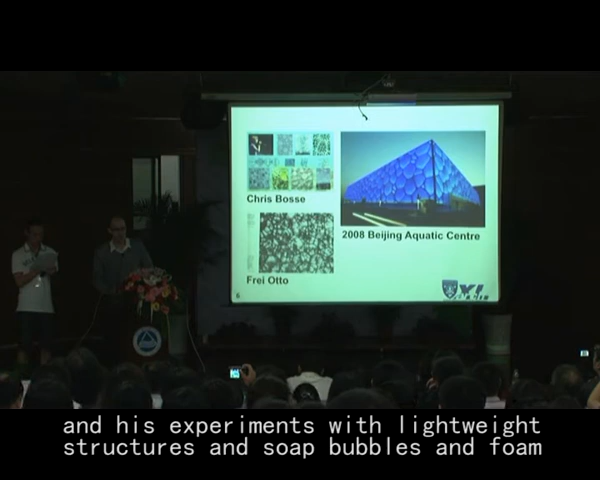 Chris Bosse
2008 Beijing Aquatic Centre
Frei Otto
and his experiments with lightweight
structures and soap bubbles and foam